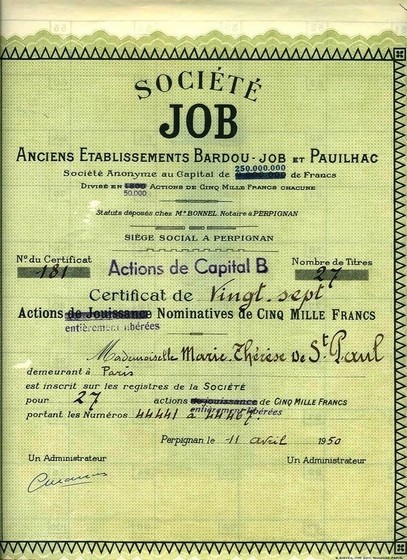 SOCIÉTÉ
JOB
ANCIENS ETABLISSEMENTS BARDOU-JOB ET PAUILHAC
Société Anonyme au Capital de 250.000.000 de Francs
DIVISÉ EN 50.000 ACTIONS DE CINQ MILLE FRANCS CHACUNE
Statuts déposés chez Me BONNEL Notaire à PERPIGNAN
SIÈGE SOCIAL A PERPIGNAN
No du Certificat
181
Actions de Capital B
Nombre de Titres
27
Certificat de Vingt-sept
Actions de Jouissance Nominatives de CINQ MILLE FRANCS
entièrement libérées
Mademoiselle Marie-Thérèse De St Paul
demeurant à Paris
est inscrit sur les registres de la SOCIÉTÉ
pour 27 actions de jouissance de CINQ MILLE FRANCS
entièrement libérées
portant les Numéros 44441 à 44467.
Perpignan, le 11 avril 1950
Un Administrateur
Un Administrateur